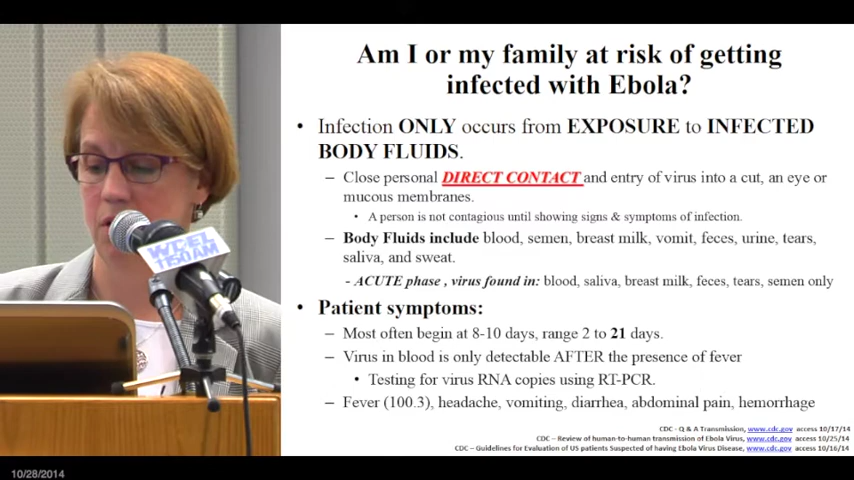 Am I or my family at risk of getting
infected with Ebola?
• Infection ONLY occurs from EXPOSURE to INFECTED
BODY FLUIDS.
– Close personal DIRECT CONTACT and entry of virus into a cut, an eye or
mucous membranes.
• A person is not contagious until showing signs & symptoms of infection.
– Body Fluids include blood, semen, breast milk, vomit, feces, urine, tears,
saliva, and sweat.
- ACUTE phase , virus found in: blood, saliva, breast milk, feces, tears, semen only
• Patient symptoms:
– Most often begin at 8-10 days, range 2 to 21 days.
– Virus in blood is only detectable AFTER the presence of fever
• Testing for virus RNA copies using RT-PCR.
– Fever (100.3), headache, vomiting, diarrhea, abdominal pain, hemorrhage
CDC - Q & A Transmission, www.cdc.gov access 10/17/14
CDC – Review of human-to-human transmission of Ebola Virus, www.cdc.gov access 10/25/14
CDC – Guidelines for Evaluation of US patients Suspected of having Ebola Virus Disease, www.cdc.gov access 10/16/14
1150AM
10/28/2014